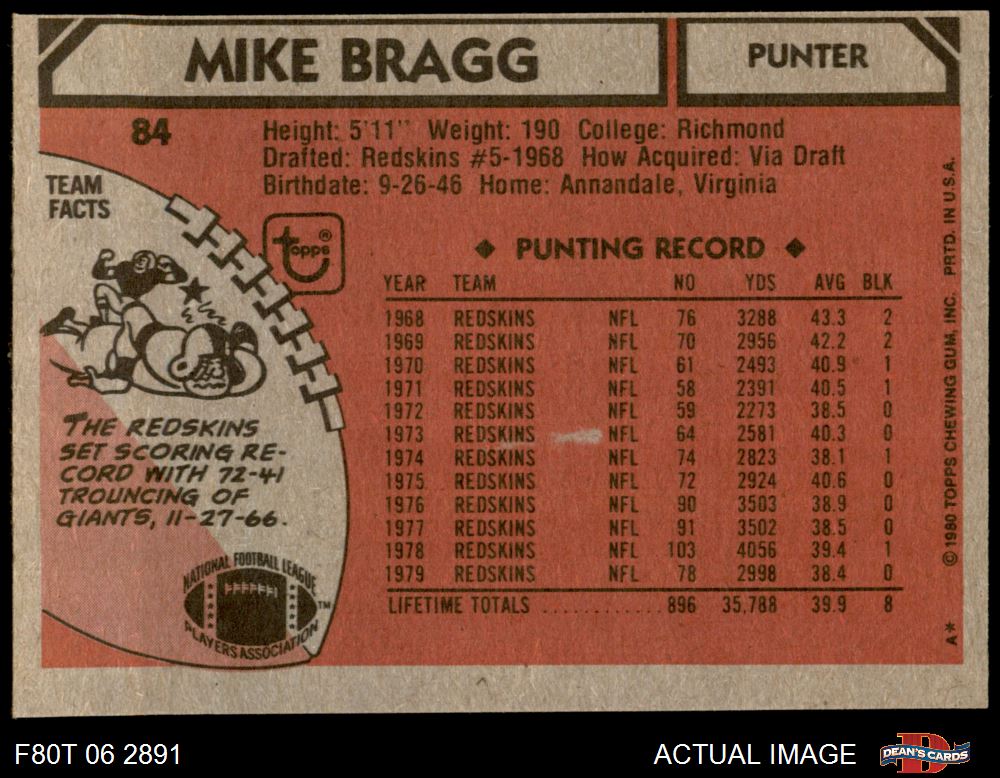 MIKE BRAGG
PUNTER
84
Height: 5'11" Weight: 190 College: Richmond
Drafted: Redskins #5-1968 How Acquired: Via Draft
Birthdate: 9-26-46 Home: Annandale, Virginia
TEAM
FACTS
topps ®
THE REDSKINS
SET SCORING RE-
CORD WITH 72-41
TROUNCING OF
GIANTS, 11-27-66.
NATIONAL FOOTBALL LEAGUE
PLAYERS ASSOCIATION
TM
◆ PUNTING RECORD ◆
YEAR TEAM NO YDS AVG BLK
1968 REDSKINS NFL 76 3288 43.3 2
1969 REDSKINS NFL 70 2956 42.2 2
1970 REDSKINS NFL 61 2493 40.9 1
1971 REDSKINS NFL 58 2391 40.5 1
1972 REDSKINS NFL 59 2273 38.5 0
1973 REDSKINS NFL 64 2581 40.3 0
1974 REDSKINS NFL 74 2823 38.1 1
1975 REDSKINS NFL 72 2924 40.6 0
1976 REDSKINS NFL 90 3503 38.9 0
1977 REDSKINS NFL 91 3502 38.5 0
1978 REDSKINS NFL 103 4056 39.4 1
1979 REDSKINS NFL 78 2998 38.4 0
LIFETIME TOTALS ............ 896 35,788 39.9 8
A* © 1980 TOPPS CHEWING GUM, INC. PRTD. IN U.S.A.
F80T 06 2891
ACTUAL IMAGE
DEAN'S CARDS